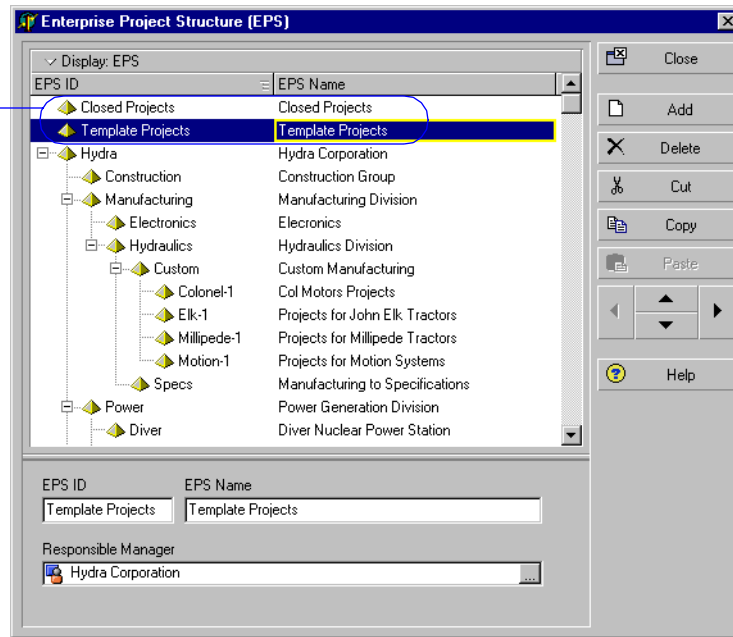 Enterprise Project Structure (EPS)
Display: EPS
EPS ID EPS Name
Closed Projects Closed Projects
Template Projects Template Projects
Hydra Hydra Corporation
Construction Construction Group
Manufacturing Manufacturing Division
Electronics Elecronics
Hydraulics Hydraulics Division
Custom Custom Manufacturing
Colonel-1 Col Motors Projects
Elk-1 Projects for John Elk Tractors
Millipede-1 Projects for Millipede Tractors
Motion-1 Projects for Motion Systems
Specs Manufacturing to Specifications
Power Power Generation Division
Diver Diver Nuclear Power Station
EPS ID EPS Name
Template Projects Template Projects
Responsible Manager
Hydra Corporation ...
Close
Add
Delete
Cut
Copy
Paste
Help